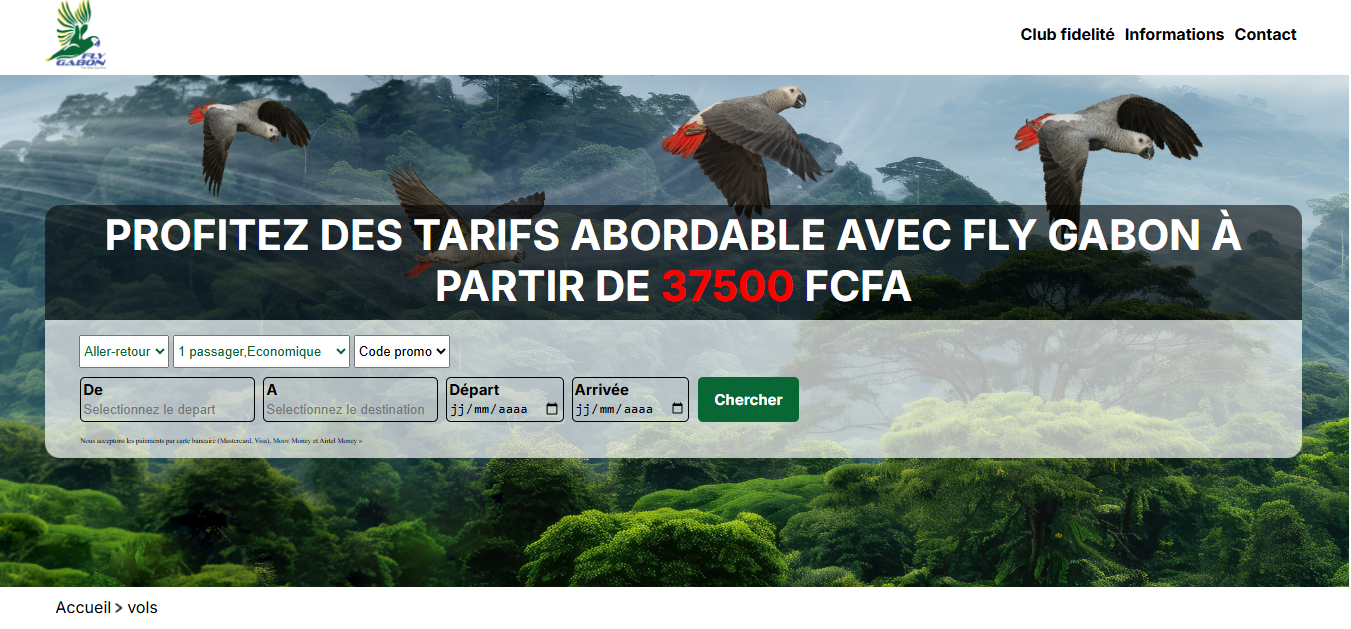 FLY
GABON
Club fidelité Informations Contact
PROFITEZ DES TARIFS ABORDABLE AVEC FLY GABON À
PARTIR DE 37500 FCFA
Aller-retour 1 passager,Economique Code promo
De A Départ Arrivée
Selectionnez le depart Selectionnez le destination jj/mm/aaaa jj/mm/aaaa Chercher
Nous acceptons les paiements par carte bancaire (Mastercard, Visa), Moov Money et Airtel Money »
Accueil > vols